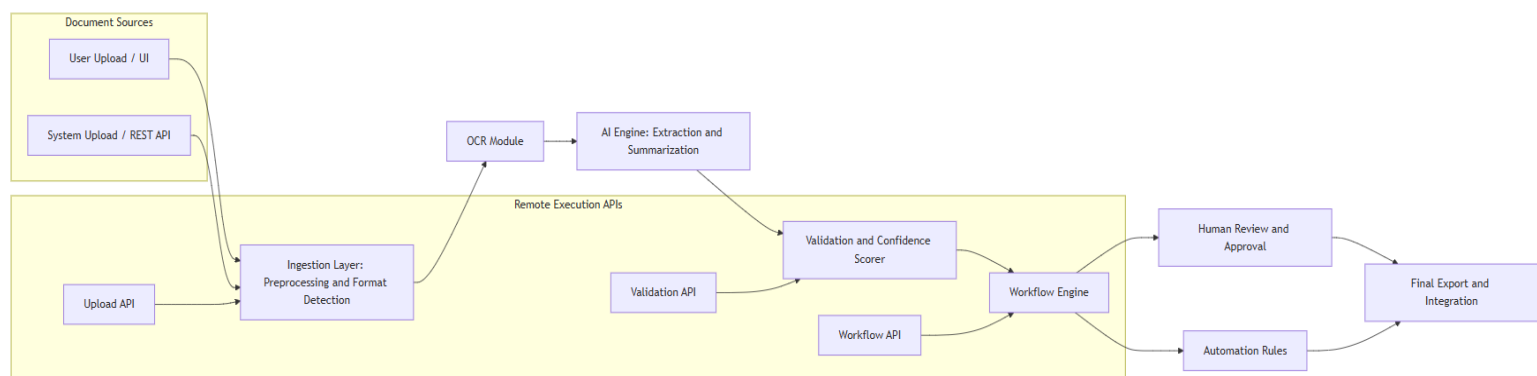 Document Sources
User Upload / UI
System Upload / REST API
OCR Module
AI Engine: Extraction and
Summarization
Remote Execution APIs
Ingestion Layer:
Preprocessing and Format
Detection
Upload API
Validation API
Validation and Confidence
Scorer
Workflow API
Workflow Engine
Human Review and
Approval
Automation Rules
Final Export and
Integration